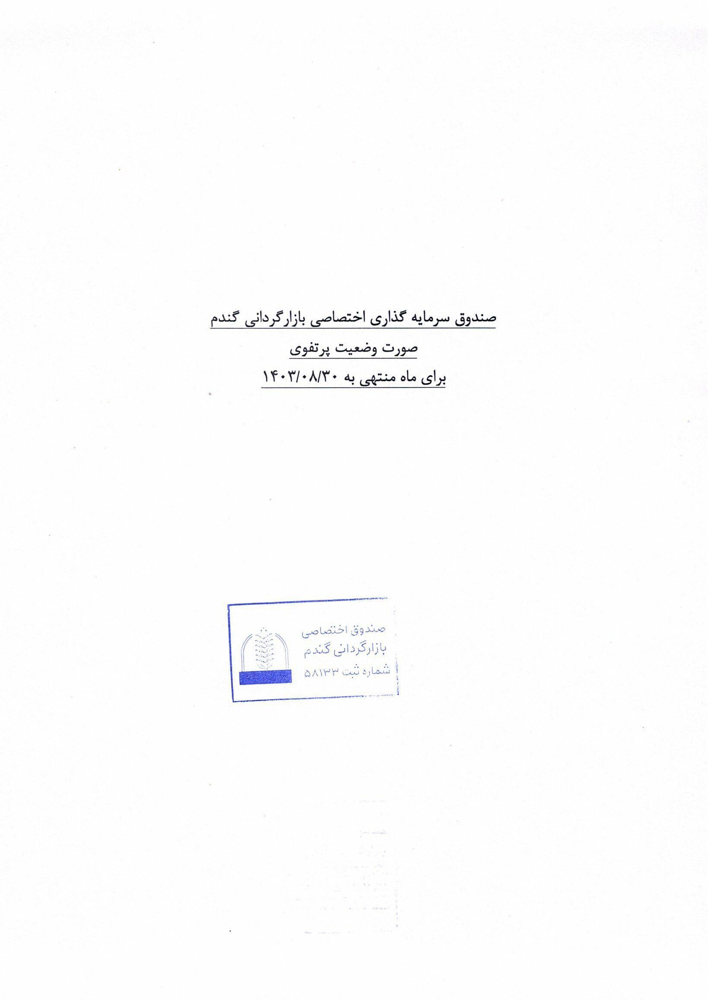 صندوق سرمایه گذاری اختصاصی بازارگردانی گندم
صورت وضعیت پرتفوی
برای ماه منتهی به ۱۴۰۳/۰۸/۳۰
صندوق اختصاصی
بازارگردانی گندم
شماره ثبت ۵۸۱۳۳